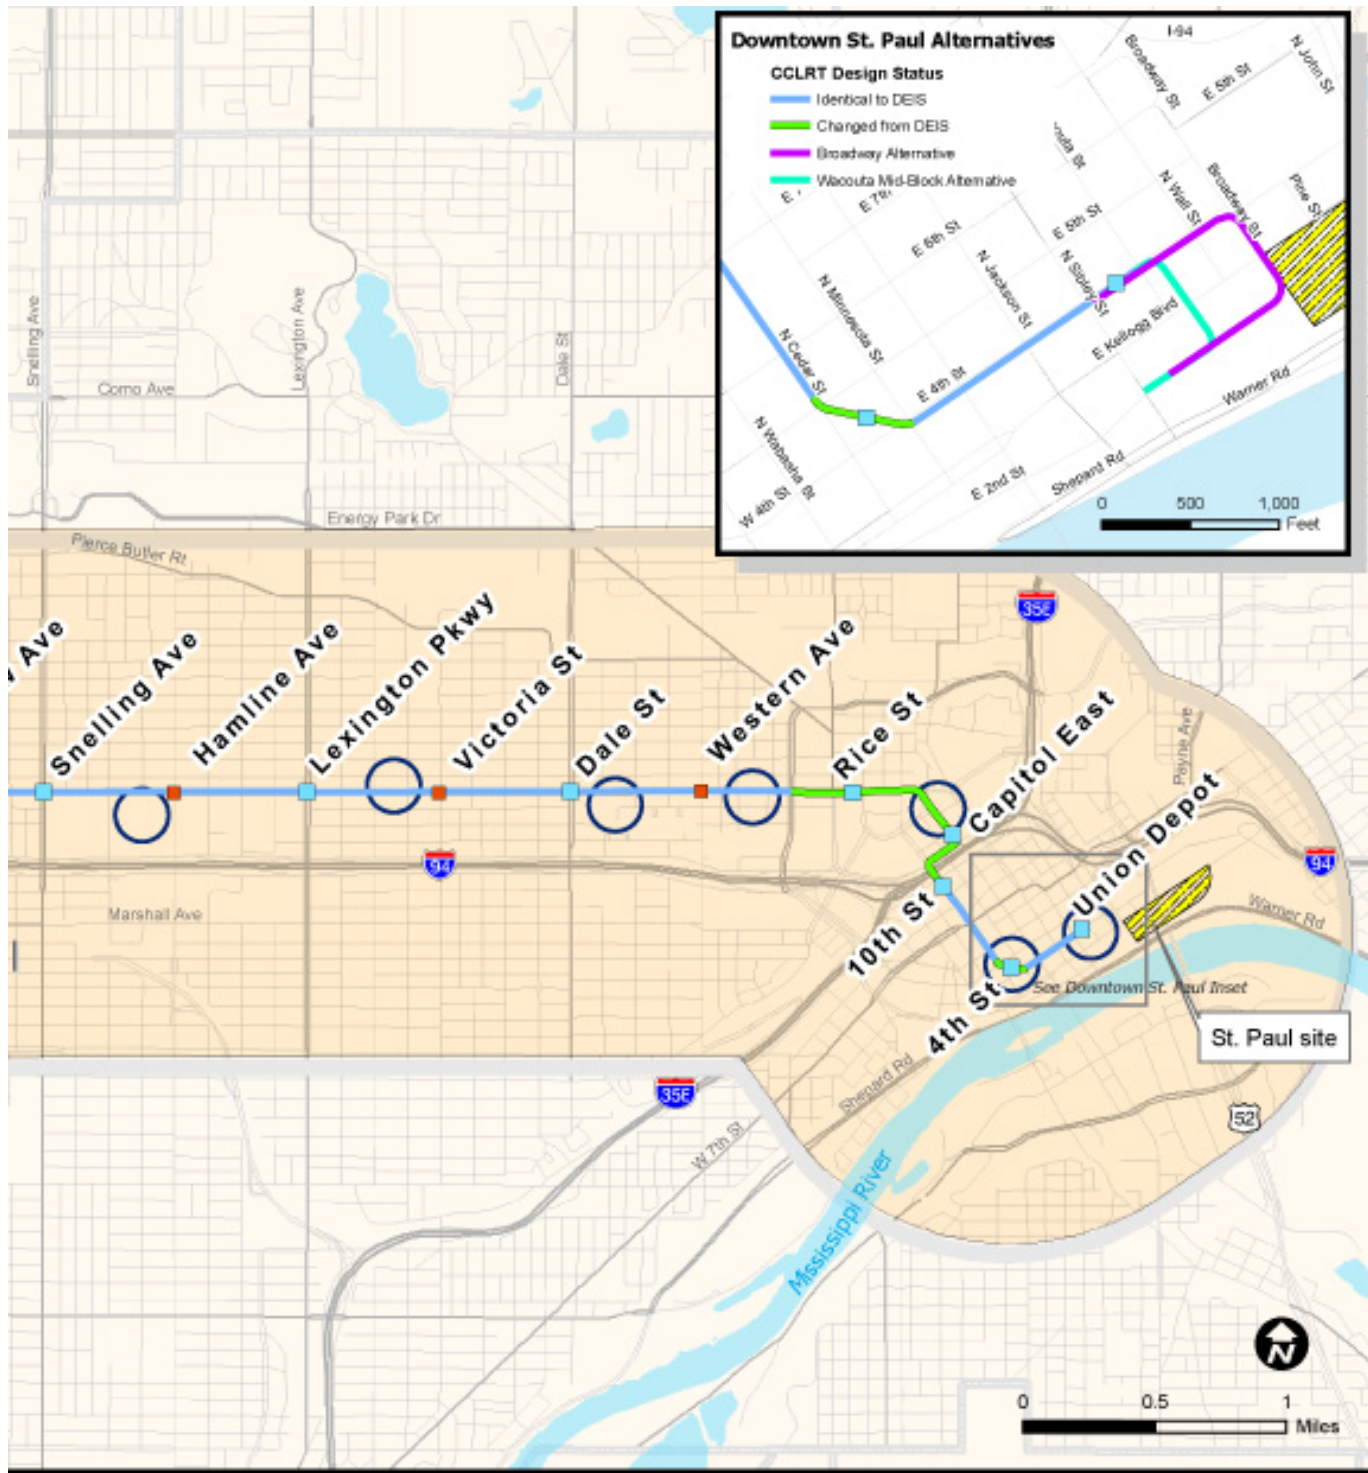 Downtown St. Paul Alternatives
CCLRT Design Status
Identical to DEIS
Changed from DEIS
Broadway Alternative
Wacouta Mid-Block Alternative
I-94
Broadway St
E 5th St
N John St
E 7th
E 6th St
E 5th St
N Wall St
Broadway St
Pine St
N Sibley St
N Jackson St
N Minnesota St
N Cedar St
E Kellogg Blvd
E 4th St
Warner Rd
N Wabasha St
W 4th St
E 2nd St
Shepard Rd
0 500 1,000
Feet
Snelling Ave
Lexington Ave
Dale St
Como Ave
Energy Park Dr
Pierce Butler Rt
35E
Ave
Snelling Ave
Hamline Ave
Lexington Pkwy
Victoria St
Dale St
Western Ave
Rice St
Capitol East
Payne Ave
Union Depot
94
94
Marshall Ave
10th St
4th St
Warner Rd
See Downtown St. Paul Inset
St. Paul site
Shepard Rd
35E
52
W 7th St
Mississippi River
N
0 0.5 1
Miles